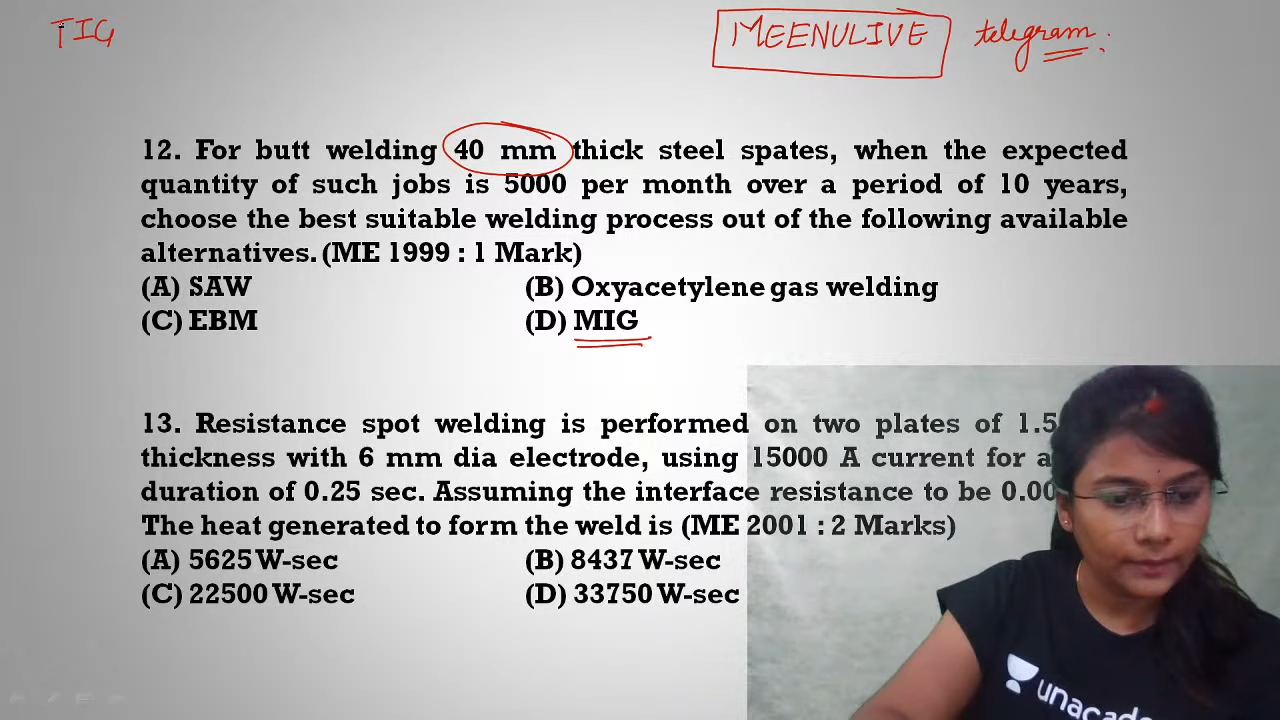 TIG
MEENULIVE telegram.
12. For butt welding 40 mm thick steel spates, when the expected
quantity of such jobs is 5000 per month over a period of 10 years,
choose the best suitable welding process out of the following available
alternatives. (ME 1999 : 1 Mark)
(A) SAW (B) Oxyacetylene gas welding
(C) EBM (D) MIG
13. Resistance spot welding is performed on two plates of 1.5
thickness with 6 mm dia electrode, using 15000 A current for a
duration of 0.25 sec. Assuming the interface resistance to be 0.00
The heat generated to form the weld is (ME 2001 : 2 Marks)
(A) 5625 W-sec (B) 8437 W-sec
(C) 22500 W-sec (D) 33750 W-sec